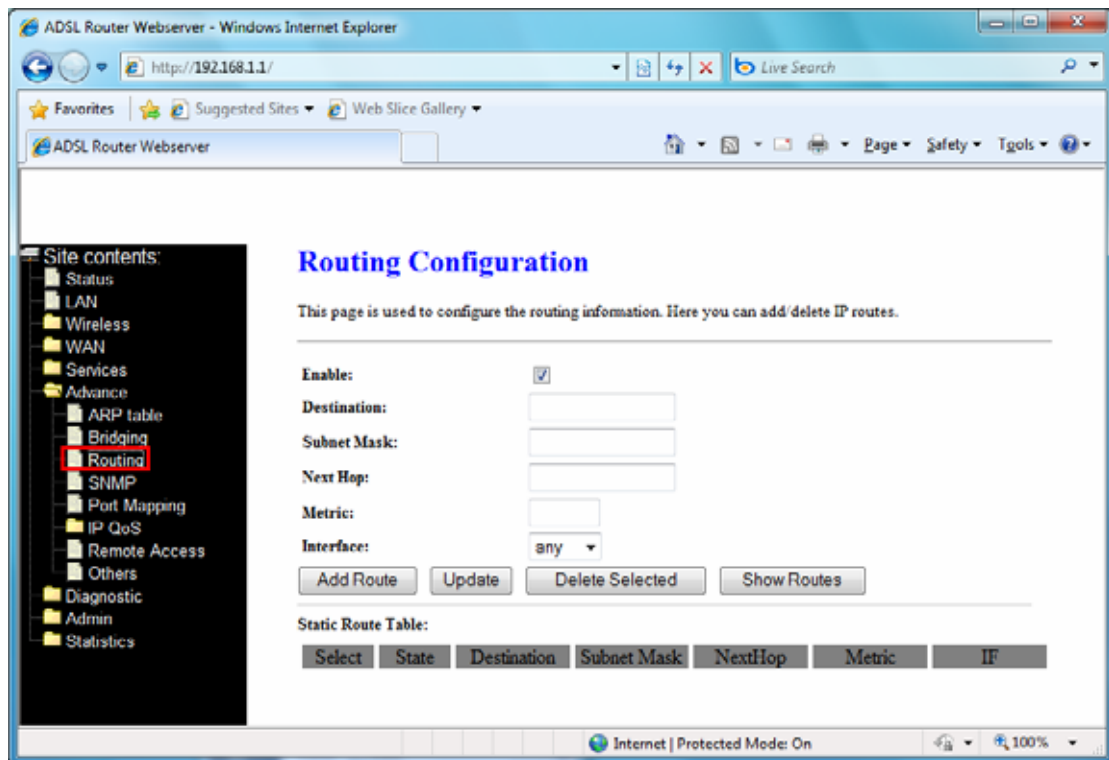 ADSL Router Webserver - Windows Internet Explorer
http://192.168.1.1/
Live Search
Favorites
Suggested Sites
Web Slice Gallery
ADSL Router Webserver
Page
Safety
Tools
Site contents:
Status
LAN
Wireless
WAN
Services
Advance
ARP table
Bridging
Routing
SNMP
Port Mapping
IP QoS
Remote Access
Others
Diagnostic
Admin
Statistics
Routing Configuration
This page is used to configure the routing information. Here you can add/delete IP routes.
Enable:
Destination:
Subnet Mask:
Next Hop:
Metric:
Interface: any
Add Route Update Delete Selected Show Routes
Static Route Table:
Select State Destination Subnet Mask NextHop Metric IF
Internet | Protected Mode: On
100%